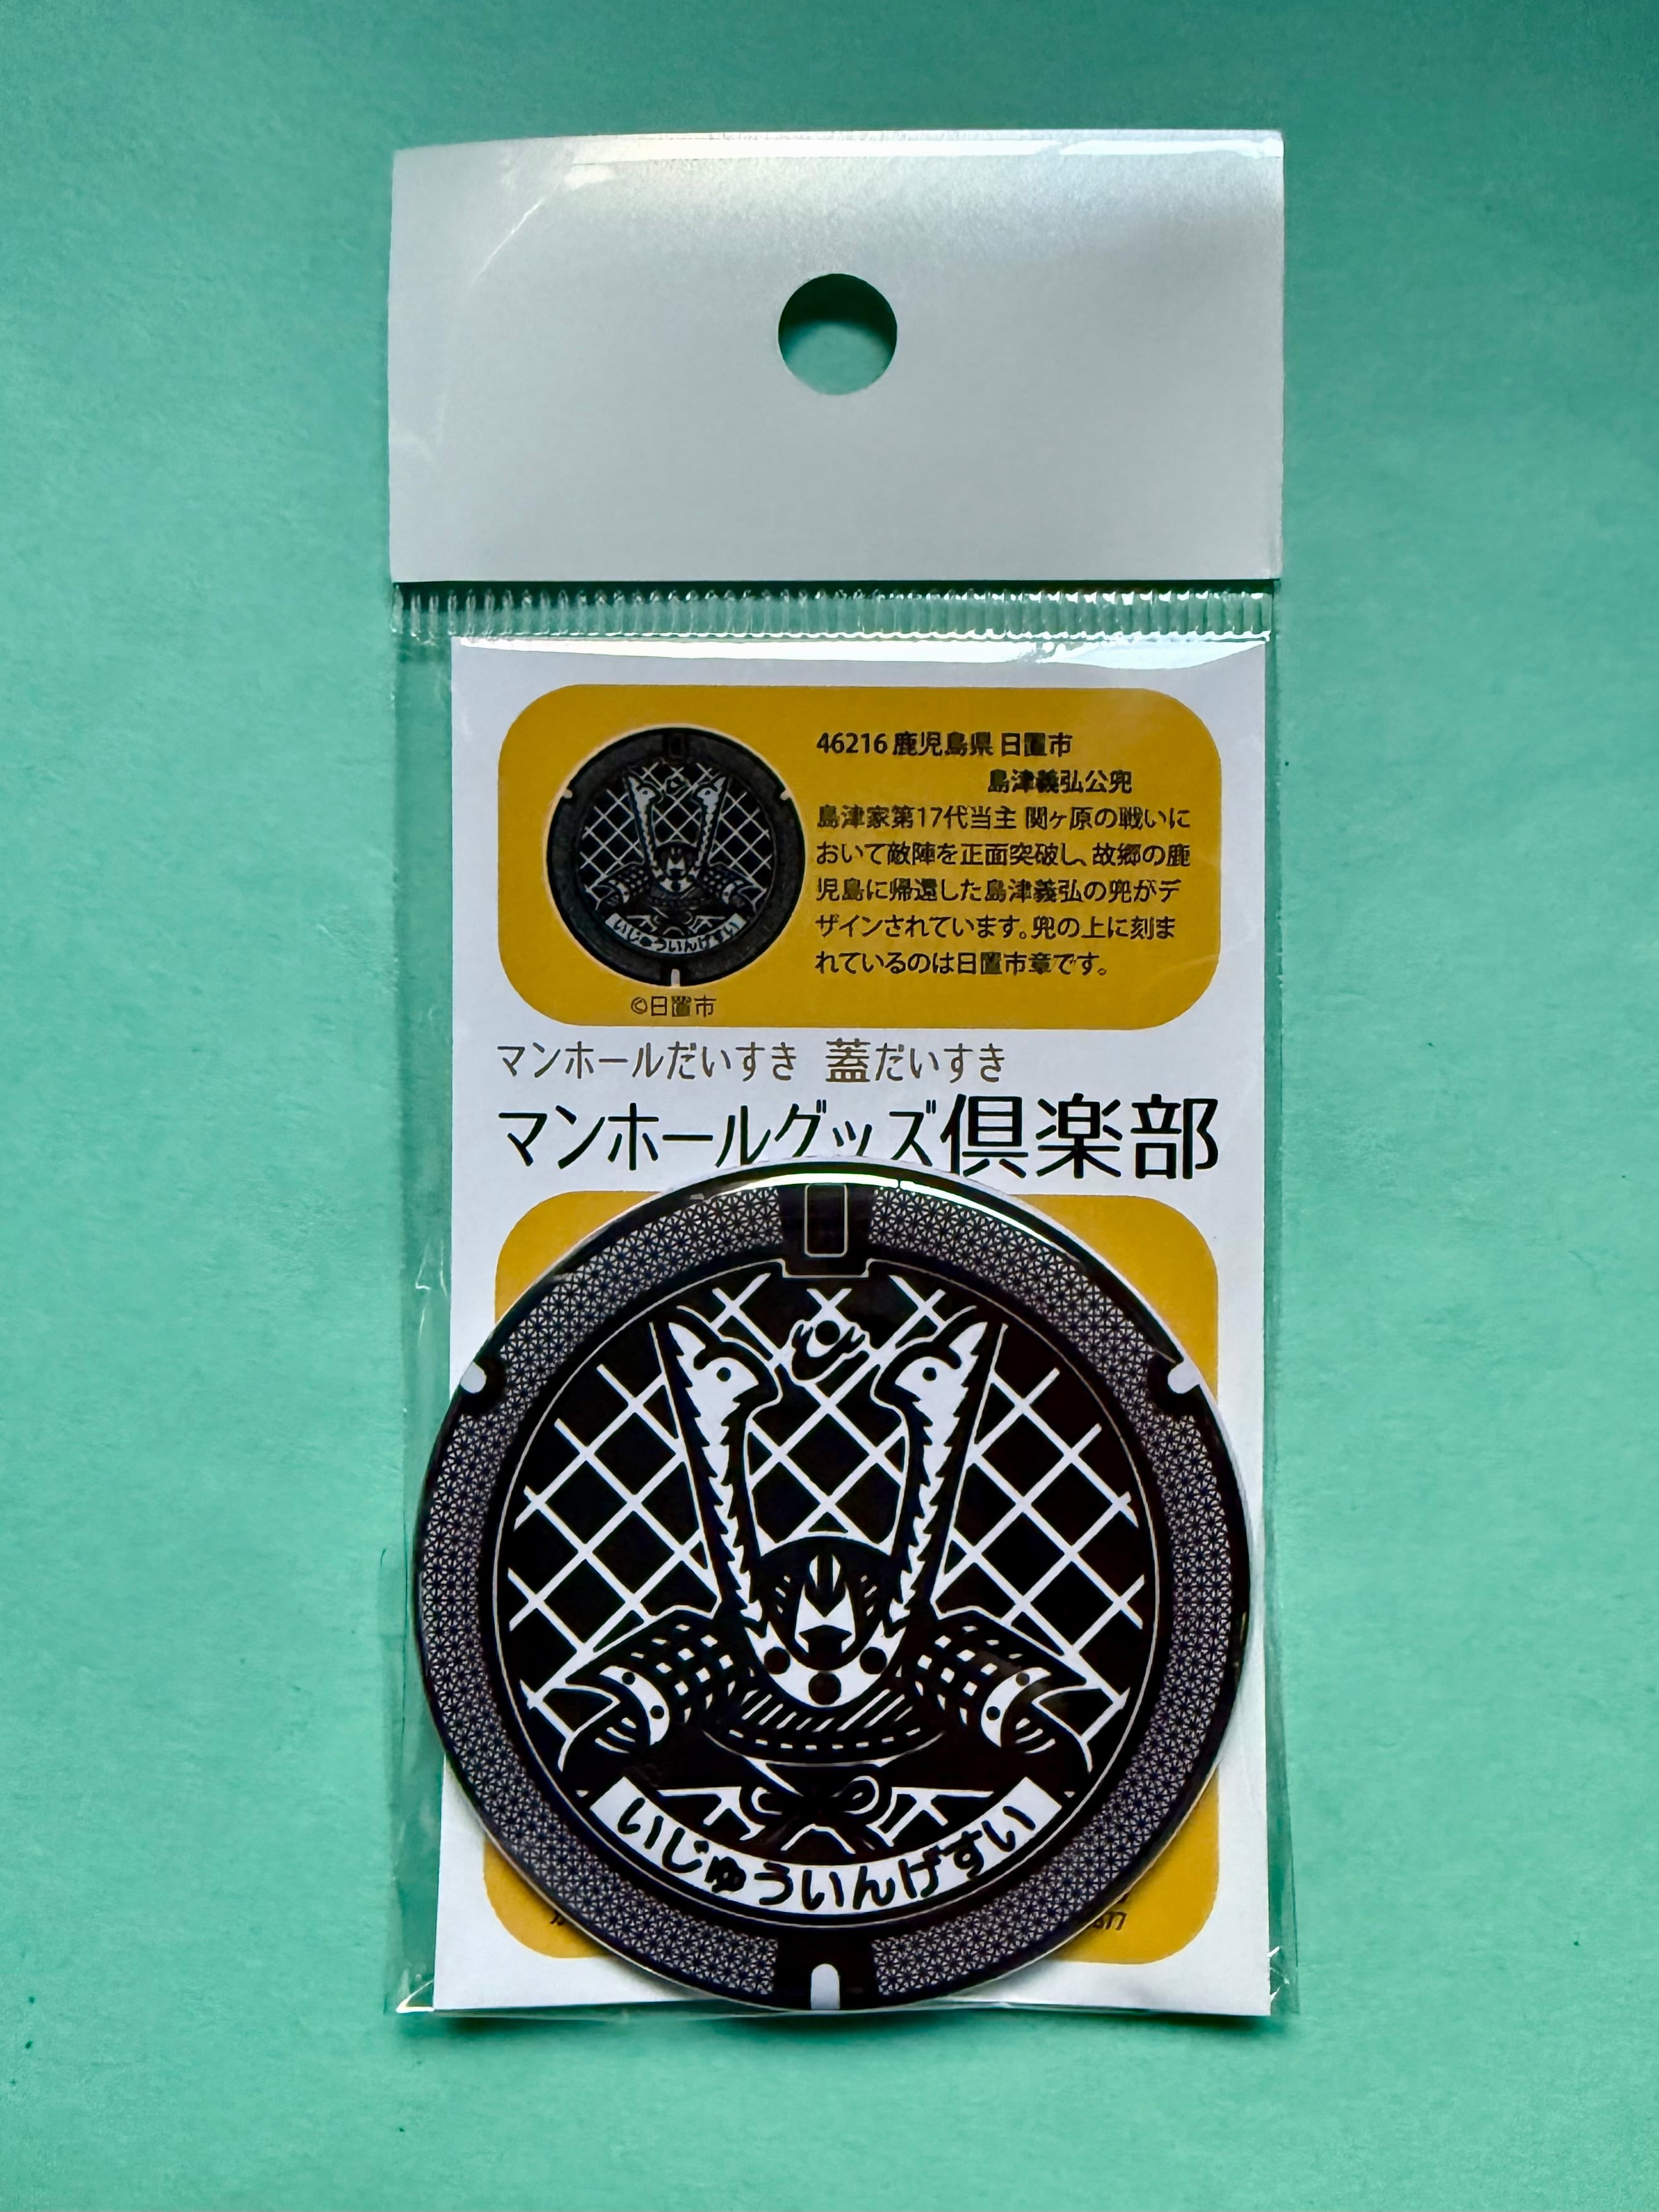 46216 鹿児島県 日置市
島津義弘公兜
島津家第17代当主 関ヶ原の戦いに
おいて敵陣を正面突破し、故郷の鹿
児島に帰還した島津義弘の兜がデ
ザインされています。兜の上に刻ま
れているのは日置市章です。
いじゅういんげすい
©日置市
マンホールだいすき 蓋だいすき
マンホールグッズ倶楽部
いじゅういんげすい